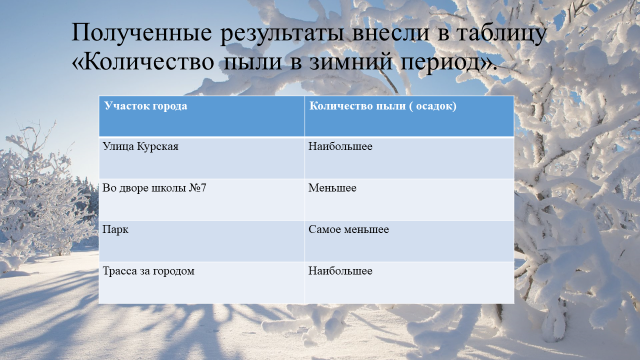 Полученные результаты внесли в таблицу
«Количество пыли в зимний период».
Участок города Количество пыли ( осадок)
Улица Курская Наибольшее
Во дворе школы №7 Меньшее
Парк Самое меньшее
Трасса за городом Наибольшее